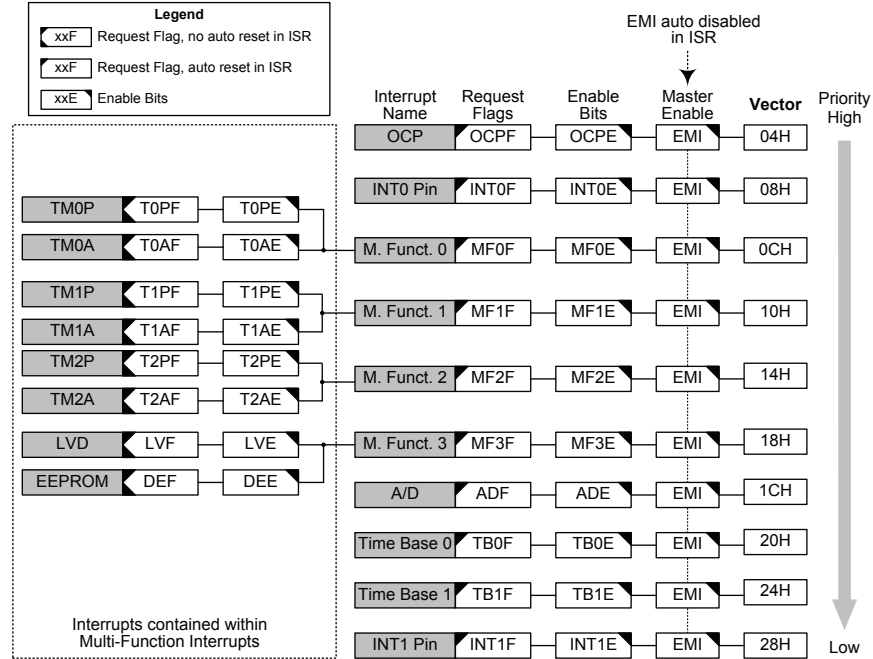 Legend
xxF Request Flag, no auto reset in ISR
xxF Request Flag, auto reset in ISR
xxE Enable Bits
EMI auto disabled
in ISR
Interrupt Name Request Flags Enable Bits Master Enable Vector Priority
High
OCP OCPF OCPE EMI 04H
INT0 Pin INT0F INT0E EMI 08H
TM0P T0PF T0PE
TM0A T0AF T0AE M. Funct. 0 MF0F MF0E EMI 0CH
TM1P T1PF T1PE
M. Funct. 1 MF1F MF1E EMI 10H
TM1A T1AF T1AE
TM2P T2PF T2PE
M. Funct. 2 MF2F MF2E EMI 14H
TM2A T2AF T2AE
LVD LVF LVE M. Funct. 3 MF3F MF3E EMI 18H
EEPROM DEF DEE A/D ADF ADE EMI 1CH
Time Base 0 TB0F TB0E EMI 20H
Time Base 1 TB1F TB1E EMI 24H
Interrupts contained within
Multi-Function Interrupts
INT1 Pin INT1F INT1E EMI 28H Low